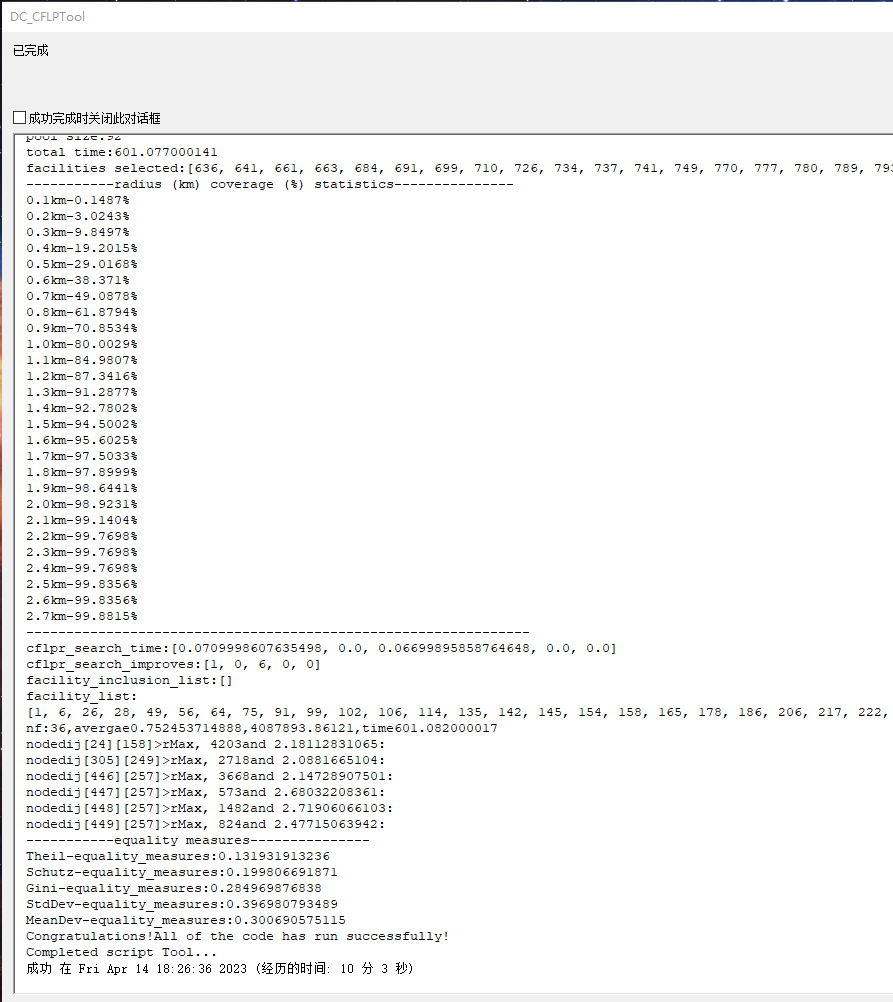 DC_CFLPTool
已完成
成功完成时关闭此对话框
pool size:92
total time:601.077000141
facilities selected:[636, 641, 661, 663, 684, 691, 699, 710, 726, 734, 737, 741, 749, 770, 777, 780, 789, 793
-----------radius (km) coverage (%) statistics---------------
0.1km-0.1487%
0.2km-3.0243%
0.3km-9.8497%
0.4km-19.2015%
0.5km-29.0168%
0.6km-38.371%
0.7km-49.0878%
0.8km-61.8794%
0.9km-70.8534%
1.0km-80.0029%
1.1km-84.9807%
1.2km-87.3416%
1.3km-91.2877%
1.4km-92.7802%
1.5km-94.5002%
1.6km-95.6025%
1.7km-97.5033%
1.8km-97.8999%
1.9km-98.6441%
2.0km-98.9231%
2.1km-99.1404%
2.2km-99.7698%
2.3km-99.7698%
2.4km-99.7698%
2.5km-99.8356%
2.6km-99.8356%
2.7km-99.8815%
---------------------------------------------------------------
cflpr_search_time:[0.0709998607635498, 0.0, 0.06699895858764648, 0.0, 0.0]
cflpr_search_improves:[1, 0, 6, 0, 0]
facility_inclusion_list:[]
facility_list:
[1, 6, 26, 28, 49, 56, 64, 75, 91, 99, 102, 106, 114, 135, 142, 145, 154, 158, 165, 178, 186, 206, 217, 222,
nf:36,avergae0.752453714888,4087893.86121,time601.082000017
nodedij[24][158]>rMax, 4203and 2.18112831065:
nodedij[305][249]>rMax, 2718and 2.0881665104:
nodedij[446][257]>rMax, 3668and 2.14728907501:
nodedij[447][257]>rMax, 573and 2.68032208361:
nodedij[448][257]>rMax, 1482and 2.71906066103:
nodedij[449][257]>rMax, 824and 2.47715063942:
-----------equality measures---------------
Theil-equality_measures:0.131931913236
Schutz-equality_measures:0.199806691871
Gini-equality_measures:0.284969876838
StdDev-equality_measures:0.396980793489
MeanDev-equality_measures:0.300690575115
Congratulations!All of the code has run successfully!
Completed script Tool...
成功 在 Fri Apr 14 18:26:36 2023 (经历的时间: 10 分 3 秒)